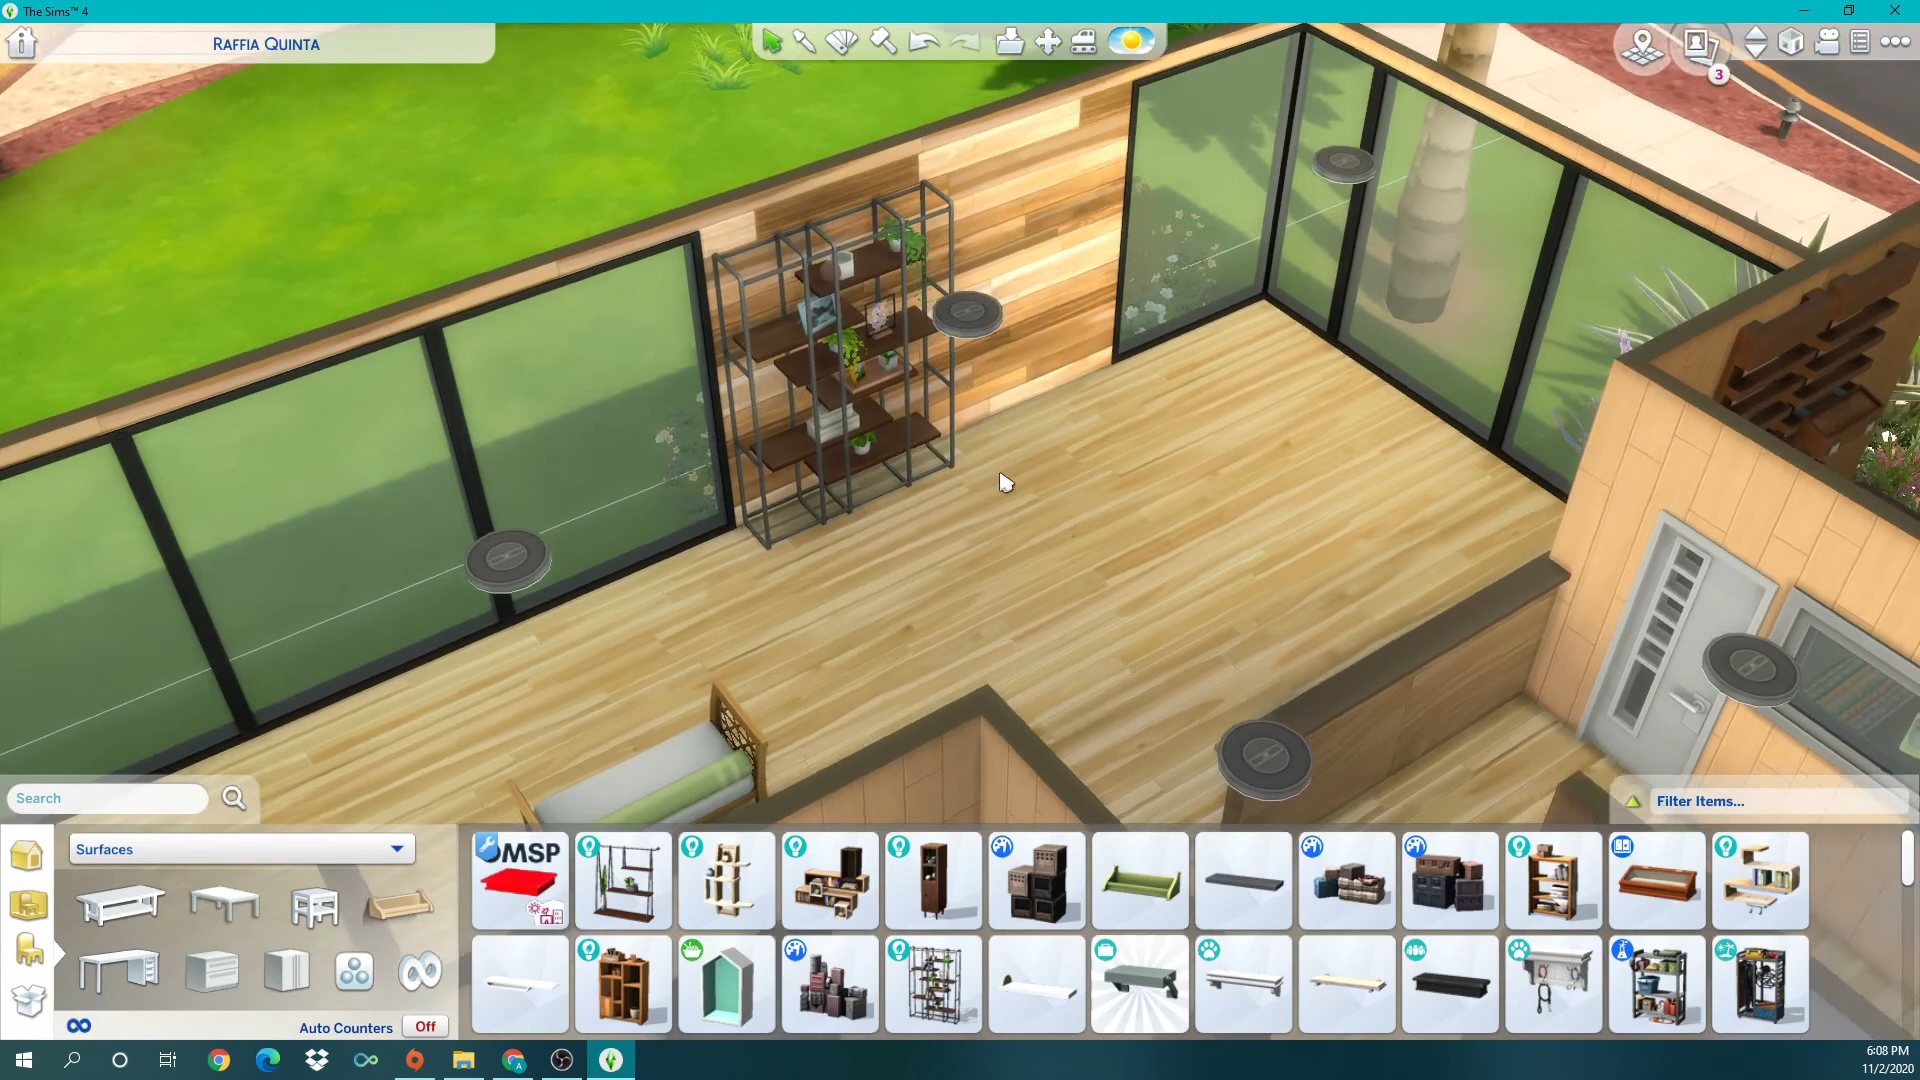 The Sims™ 4
RAFFIA QUINTA
3
Search
Filter Items...
Surfaces
OMSP
Auto Counters
Off
6:08 PM
11/2/2020